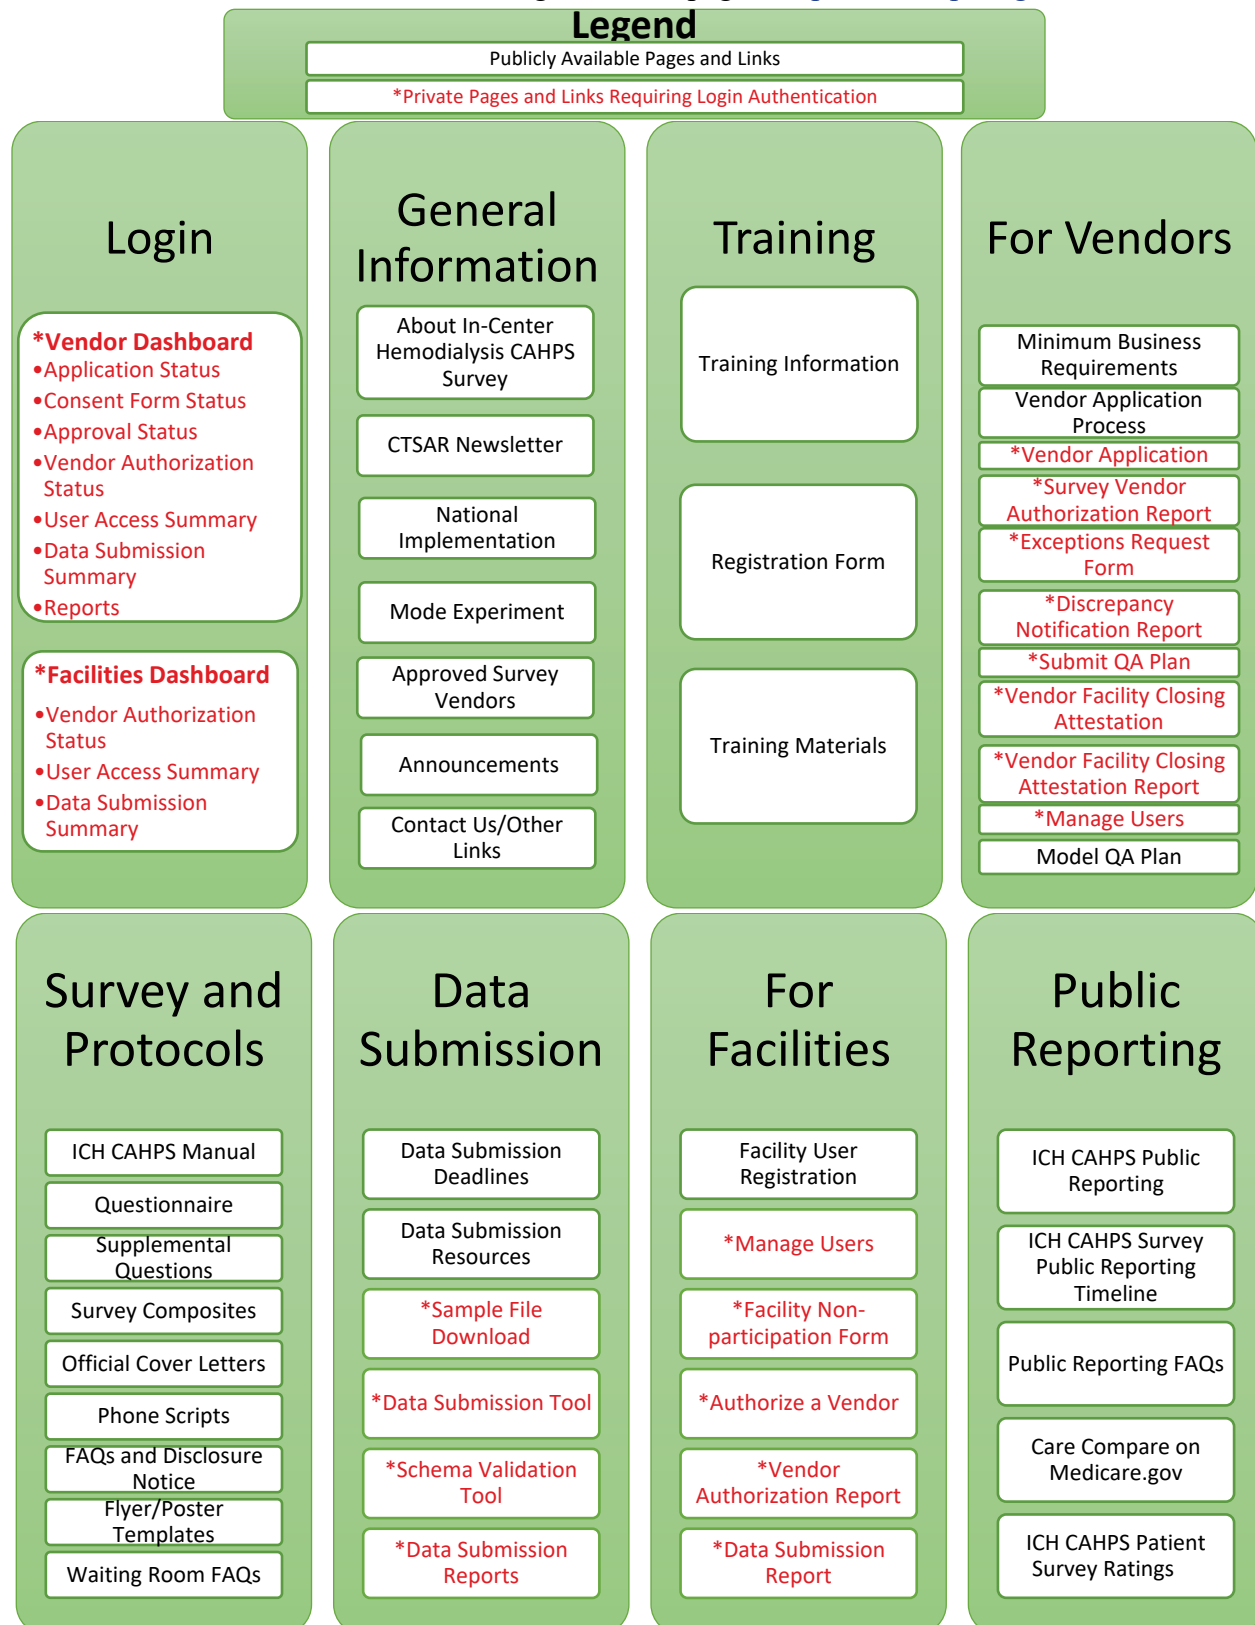 Legend
Publicly Available Pages and Links
*Private Pages and Links Requiring Login Authentication
Login
*Vendor Dashboard
•Application Status
•Consent Form Status
•Approval Status
•Vendor Authorization
Status
•User Access Summary
•Data Submission
Summary
•Reports
*Facilities Dashboard
•Vendor Authorization
Status
•User Access Summary
•Data Submission
Summary
General
Information
About In-Center
Hemodialysis CAHPS
Survey
CTSAR Newsletter
National
Implementation
Mode Experiment
Approved Survey
Vendors
Announcements
Contact Us/Other
Links
Training
Training Information
Registration Form
Training Materials
For Vendors
Minimum Business
Requirements
Vendor Application
Process
*Vendor Application
*Survey Vendor
Authorization Report
*Exceptions Request
Form
*Discrepancy
Notification Report
*Submit QA Plan
*Vendor Facility Closing
Attestation
*Vendor Facility Closing
Attestation Report
*Manage Users
Model QA Plan
Survey and
Protocols
ICH CAHPS Manual
Questionnaire
Supplemental
Questions
Survey Composites
Official Cover Letters
Phone Scripts
FAQs and Disclosure
Notice
Flyer/Poster
Templates
Waiting Room FAQs
Data
Submission
Data Submission
Deadlines
Data Submission
Resources
*Sample File
Download
*Data Submission Tool
*Schema Validation
Tool
*Data Submission
Reports
For
Facilities
Facility User
Registration
*Manage Users
*Facility Non-
participation Form
*Authorize a Vendor
*Vendor
Authorization Report
*Data Submission
Report
Public
Reporting
ICH CAHPS Public
Reporting
ICH CAHPS Survey
Public Reporting
Timeline
Public Reporting FAQs
Care Compare on
Medicare.gov
ICH CAHPS Patient
Survey Ratings